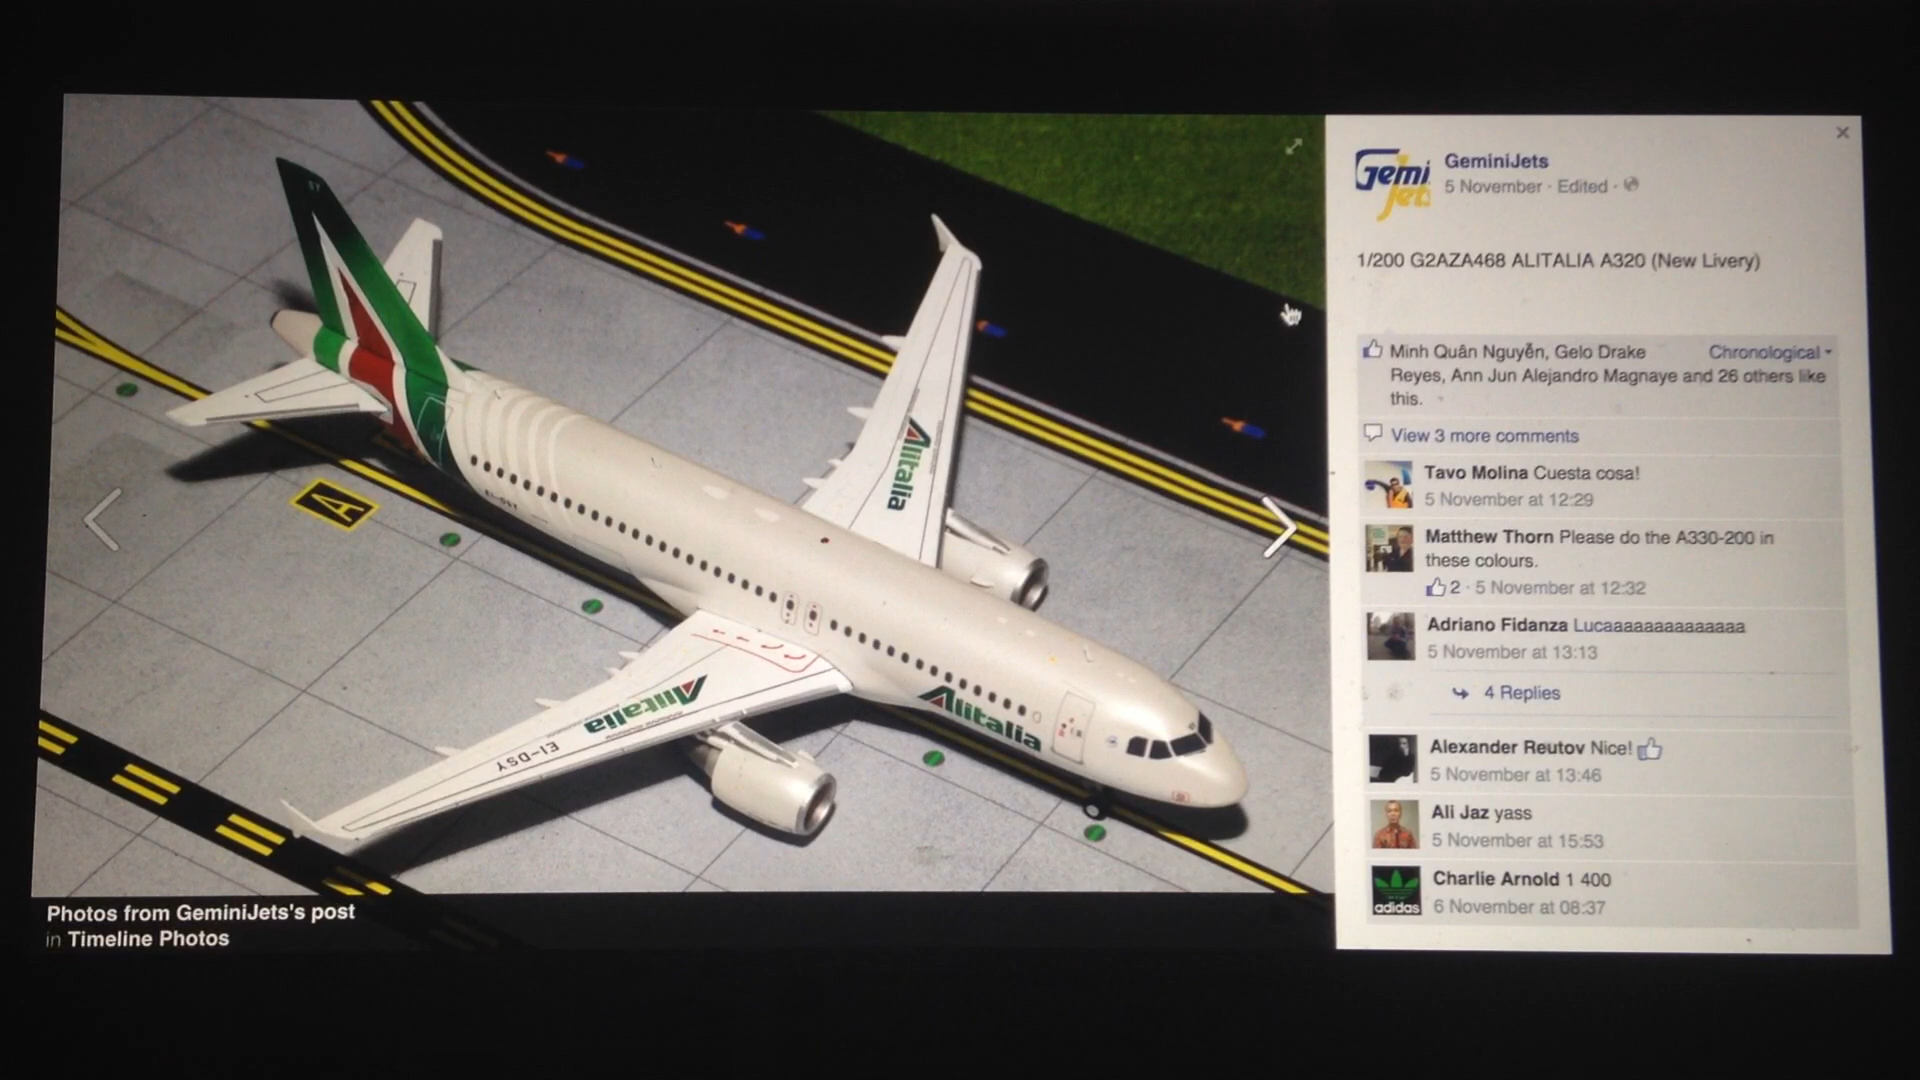 SY
A
EI-DSY
Alitalia
Alitalia
EI-DSY
Alitalia
Photos from GeminiJets's post
in Timeline Photos
Gemi
jets
GeminiJets
5 November · Edited ·
1/200 G2AZA468 ALITALIA A320 (New Livery)
Minh Quân Nguyễn, Gelo Drake
Chronological
Reyes, Ann Jun Alejandro Magnaye and 26 others like
this.
View 3 more comments
Tavo Molina Cuesta cosa!
5 November at 12:29
Matthew Thorn Please do the A330-200 in
these colours.
2 · 5 November at 12:32
Adriano Fidanza Lucaaaaaaaaaaaaaa
5 November at 13:13
4 Replies
Alexander Reutov Nice!
5 November at 13:46
Ali Jaz yass
5 November at 15:53
Charlie Arnold 1 400
adidas
6 November at 08:37